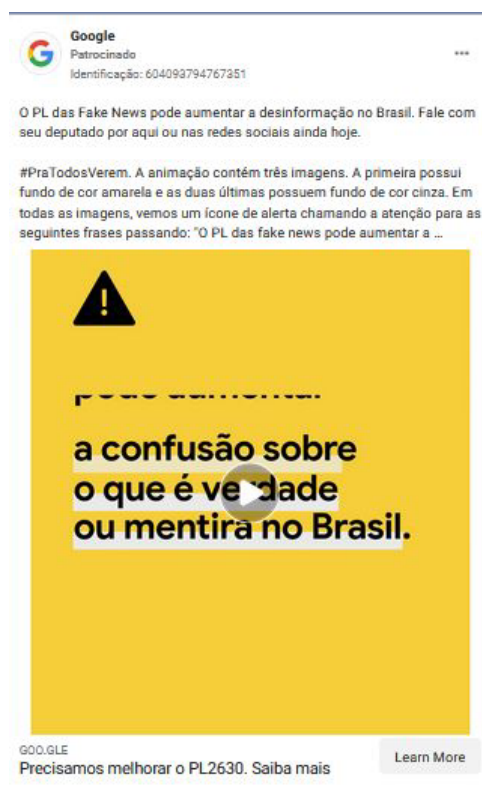 Google
Patrocinado
Identificação: 604093794767351
O PL das Fake News pode aumentar a desinformação no Brasil. Fale com
seu deputado por aqui ou nas redes sociais ainda hoje.
#PraTodosVerem. A animação contém três imagens. A primeira possui
fundo de cor amarela e as duas últimas possuem fundo de cor cinza. Em
todas as imagens, vemos um ícone de alerta chamando a atenção para as
seguintes frases passando: "O PL das fake news pode aumentar a ...
a confusão sobre
o que é verdade
ou mentira no Brasil.
GOO.GLE
Precisamos melhorar o PL2630. Saiba mais
Learn More